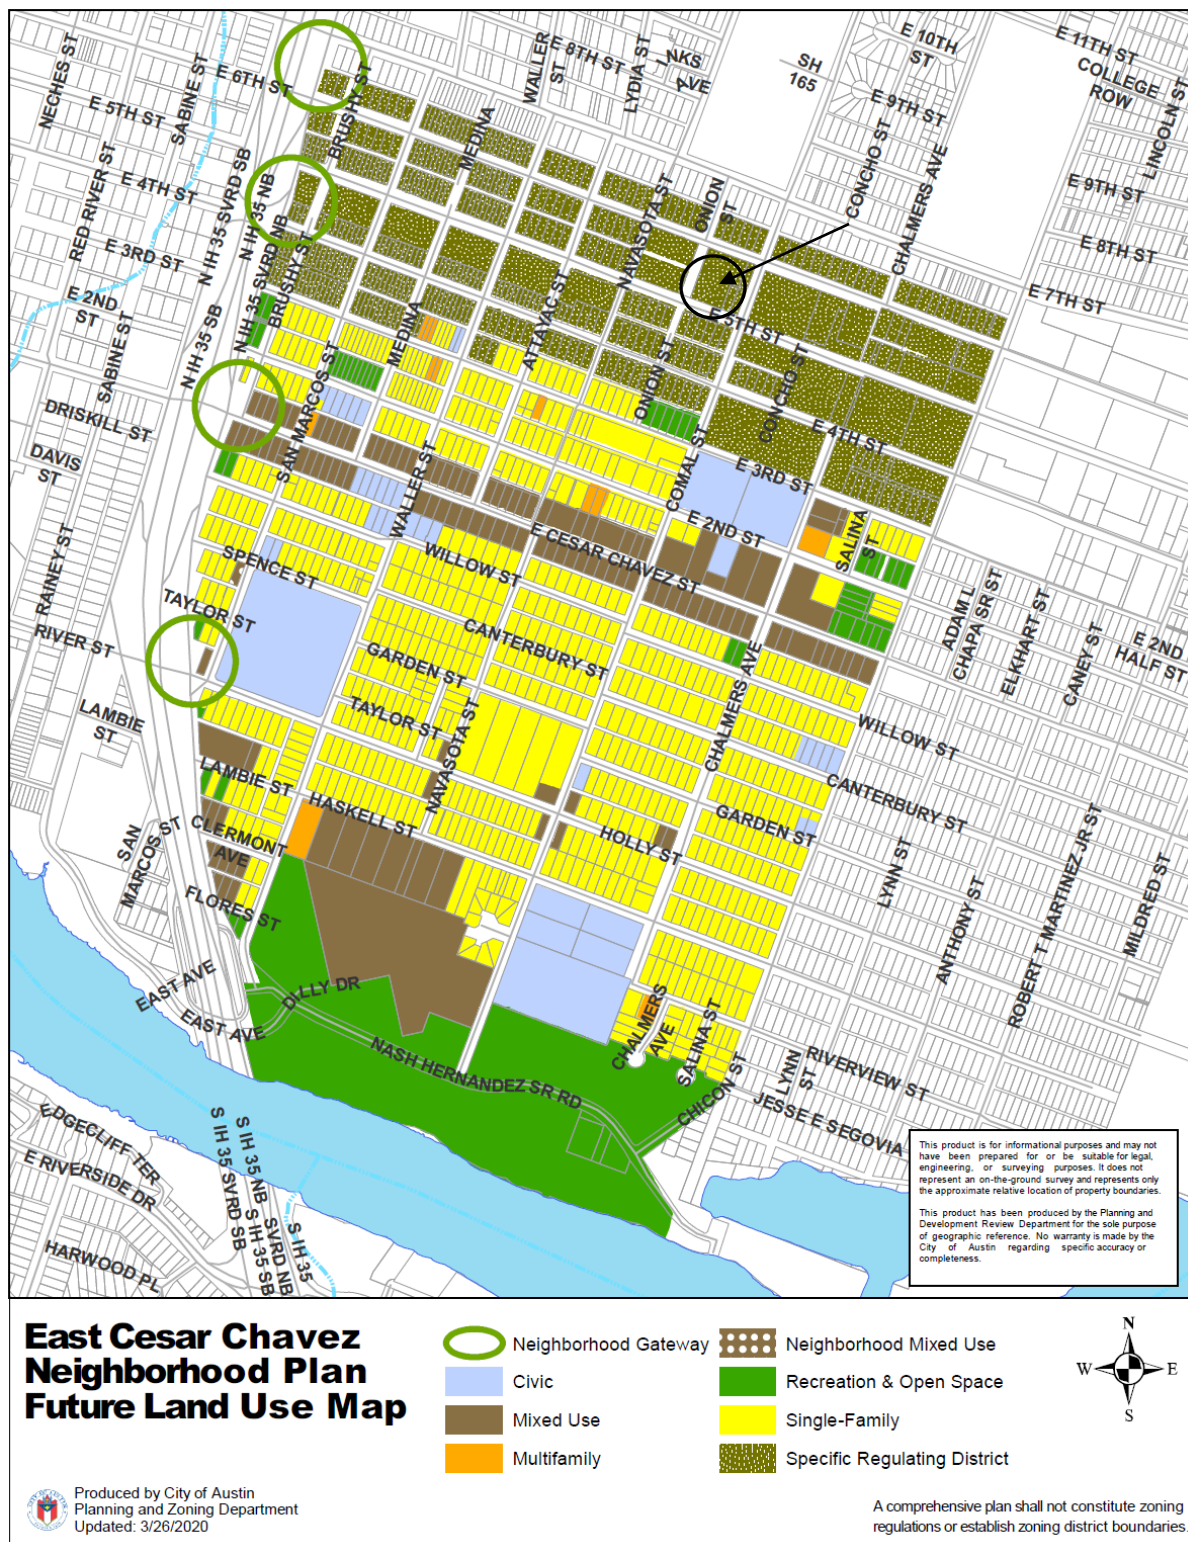 E 10TH
ST
E 11TH ST
COLLEGE
ROW
LINCOLN ST
NECHES ST
SABINE ST
E 6TH ST
E 5TH ST
BRUSHY ST
MEDINA
WALLER
ST
E 8TH ST
LYDIA ST
NKS
AVE
SH
165
E 9TH ST
CONCHO ST
CHALMERS AVE
E 9TH ST
E 8TH ST
E 7TH ST
RED RIVER ST
E 4TH ST
E 3RD ST
E 2ND
ST
SABINE ST
N IH 35 SVRD SB
N IH 35 NB
N IH 35 SVRD NB
N IH 35 SB
BRUSHY ST
MEDINA
ATTAYAC ST
NAVASOTA ST
ONION
ST
E 5TH ST
ONION ST
CONCHO ST
E 4TH ST
E 3RD ST
COMAL ST
E 2ND ST
SALINA
ST
DRISKILL ST
DAVIS
ST
SAN MARCOS ST
WALLER ST
E CESAR CHAVEZ ST
WILLOW ST
SPENCE ST
TAYLOR ST
RAINEY ST
RIVER ST
LAMBIE
ST
CANTERBURY ST
GARDEN ST
TAYLOR ST
NAVASOTA ST
CHALMERS AVE
ADAM L
CHAPA SR ST
ELKHART ST
CANEY ST
E 2ND
HALF ST
WILLOW ST
CANTERBURY ST
GARDEN ST
LAMBIE ST
HASKELL ST
HOLLY ST
CLERMONT
AVE
SAN
MARCOS ST
FLORES ST
LYNN ST
ANTHONY ST
ROBERT T MARTINEZ JR ST
MILDRED ST
EAST AVE
EAST AVE
DILLY DR
NASH HERNANDEZ SR RD
CHALMERS
AVE
SALINA ST
CHICON ST
LYNN
ST
RIVERVIEW ST
JESSE E SEGOVIA
EDGECLIFF TER
E RIVERSIDE DR
HARWOOD PL
S IH 35 SVRD SB
S IH 35 NB
S IH 35 SB
SVRD NB
S IH 35
This product is for informational purposes and may not
have been prepared for or be suitable for legal,
engineering, or surveying purposes. It does not
represent an on-the-ground survey and represents only
the approximate relative location of property boundaries.
This product has been produced by the Planning and
Development Review Department for the sole purpose
of geographic reference. No warranty is made by the
City of Austin regarding specific accuracy or
completeness.
East Cesar Chavez
Neighborhood Plan
Future Land Use Map
Neighborhood Gateway
Civic
Mixed Use
Multifamily
Neighborhood Mixed Use
Recreation & Open Space
Single-Family
Specific Regulating District
N
W E
S
Produced by City of Austin
Planning and Zoning Department
Updated: 3/26/2020
A comprehensive plan shall not constitute zoning
regulations or establish zoning district boundaries.